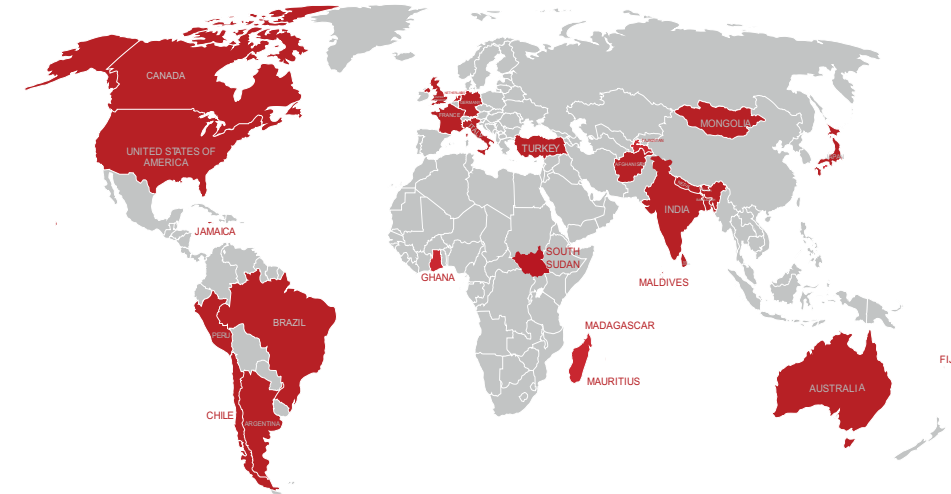 CANADA
UNITED STATES OF
AMERICA
JAMAICA
BRAZIL
PERU
CHILE
ARGENTINA
FRANCE
TURKEY
GHANA
SOUTH
SUDAN
MADAGASCAR
MAURITIUS
MONGOLIA
INDIA
MALDIVES
AUSTRALIA
FIJ